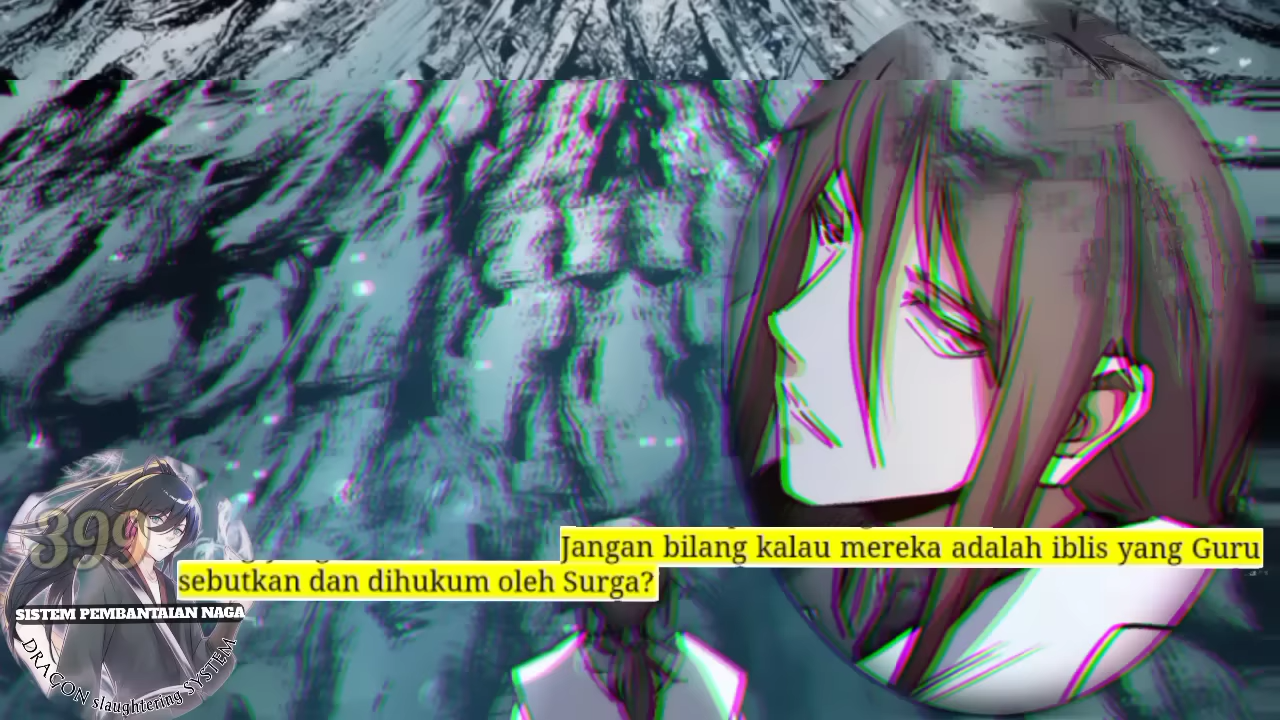 Jangan bilang kalau mereka adalah iblis yang Guru
sebutkan dan dihukum oleh Surga?
399
SISTEM PEMBANTAIAN NAGA
DRAGON slaughtering SYSTEM